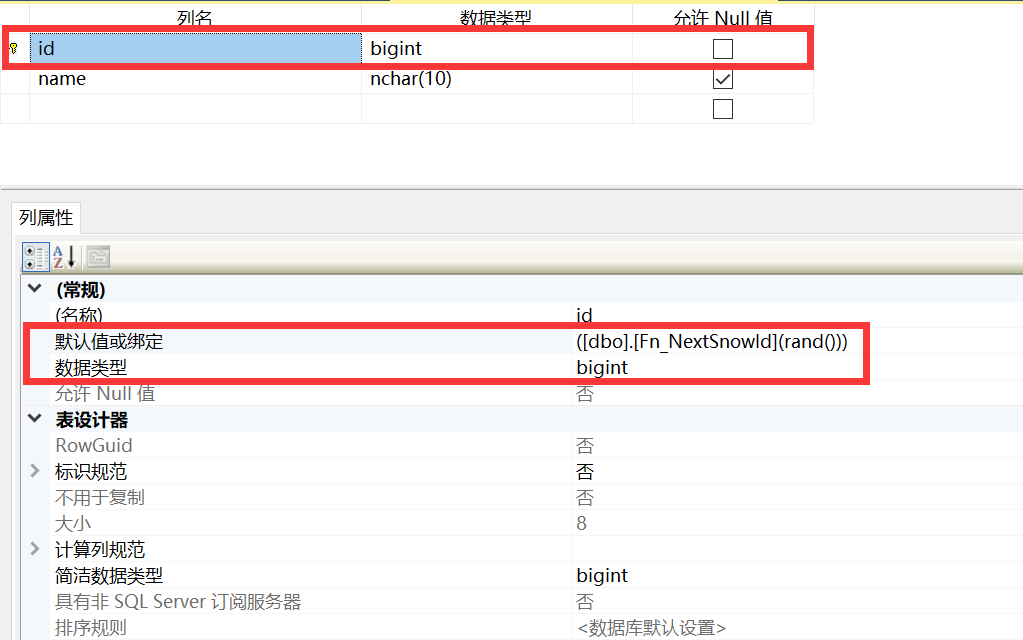 列名 数据类型 允许 Null 值
id bigint
name nchar(10)
列属性
(常规)
(名称) id
默认值或绑定 ([dbo].[Fn_NextSnowId](rand()))
数据类型 bigint
允许 Null 值 否
表设计器
RowGuid 否
标识规范 否
不用于复制 否
大小 8
计算列规范
简洁数据类型 bigint
具有非 SQL Server 订阅服务器 否
排序规则 <数据库默认设置>